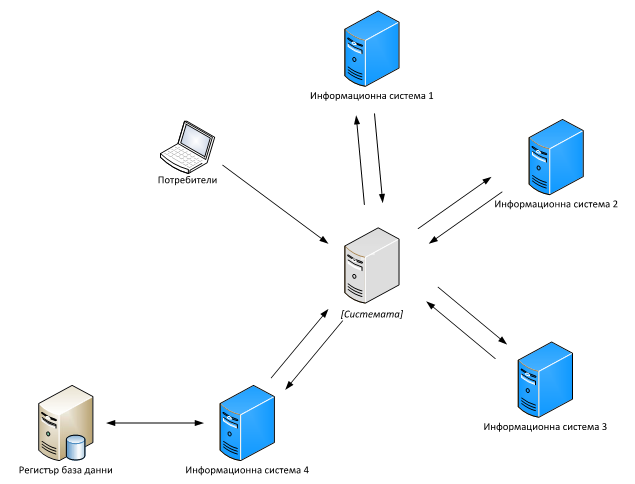 Информационна система 1
Потребители
Информационна система 2
[Системата]
Информационна система 3
Регистър база данни
Информационна система 4